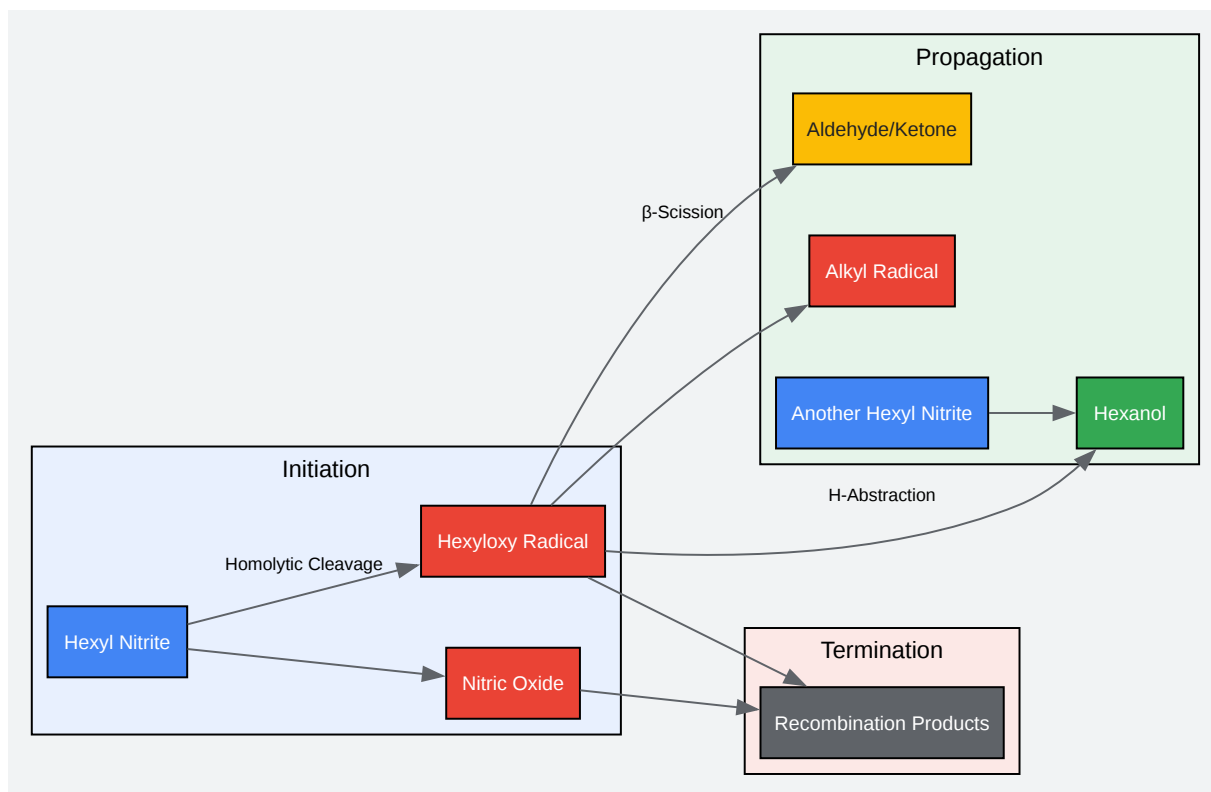 Propagation
Aldehyde/Ketone
β-Scission
Alkyl Radical
Another Hexyl Nitrite
Hexanol
H-Abstraction
Initiation
Hexyloxy Radical
Homolytic Cleavage
Hexyl Nitrite
Nitric Oxide
Termination
Recombination Products